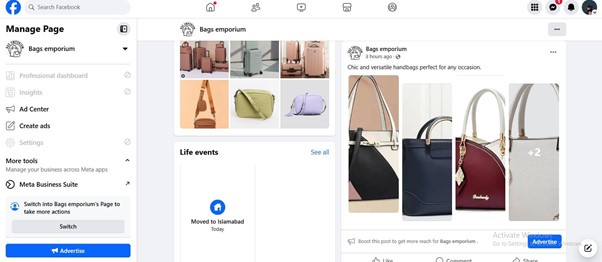 Search Facebook
Manage Page
Bags emporium
Professional dashboard
Insights
Ad Center
Create ads
Settings
More tools
Manage your business across Meta apps
Meta Business Suite
Switch into Bags emporium's Page to
take more actions
Switch
Advertise
Bags emporium
Life events
See all
Moved to Islamabad
Today
Bags emporium
3 hours ago
Chic and versatile handbags perfect for any occasion.
+2
Activate
Go to Settings
Boost this post to get more reach for Bags emporium .
Advertise
Like
Comment
Share